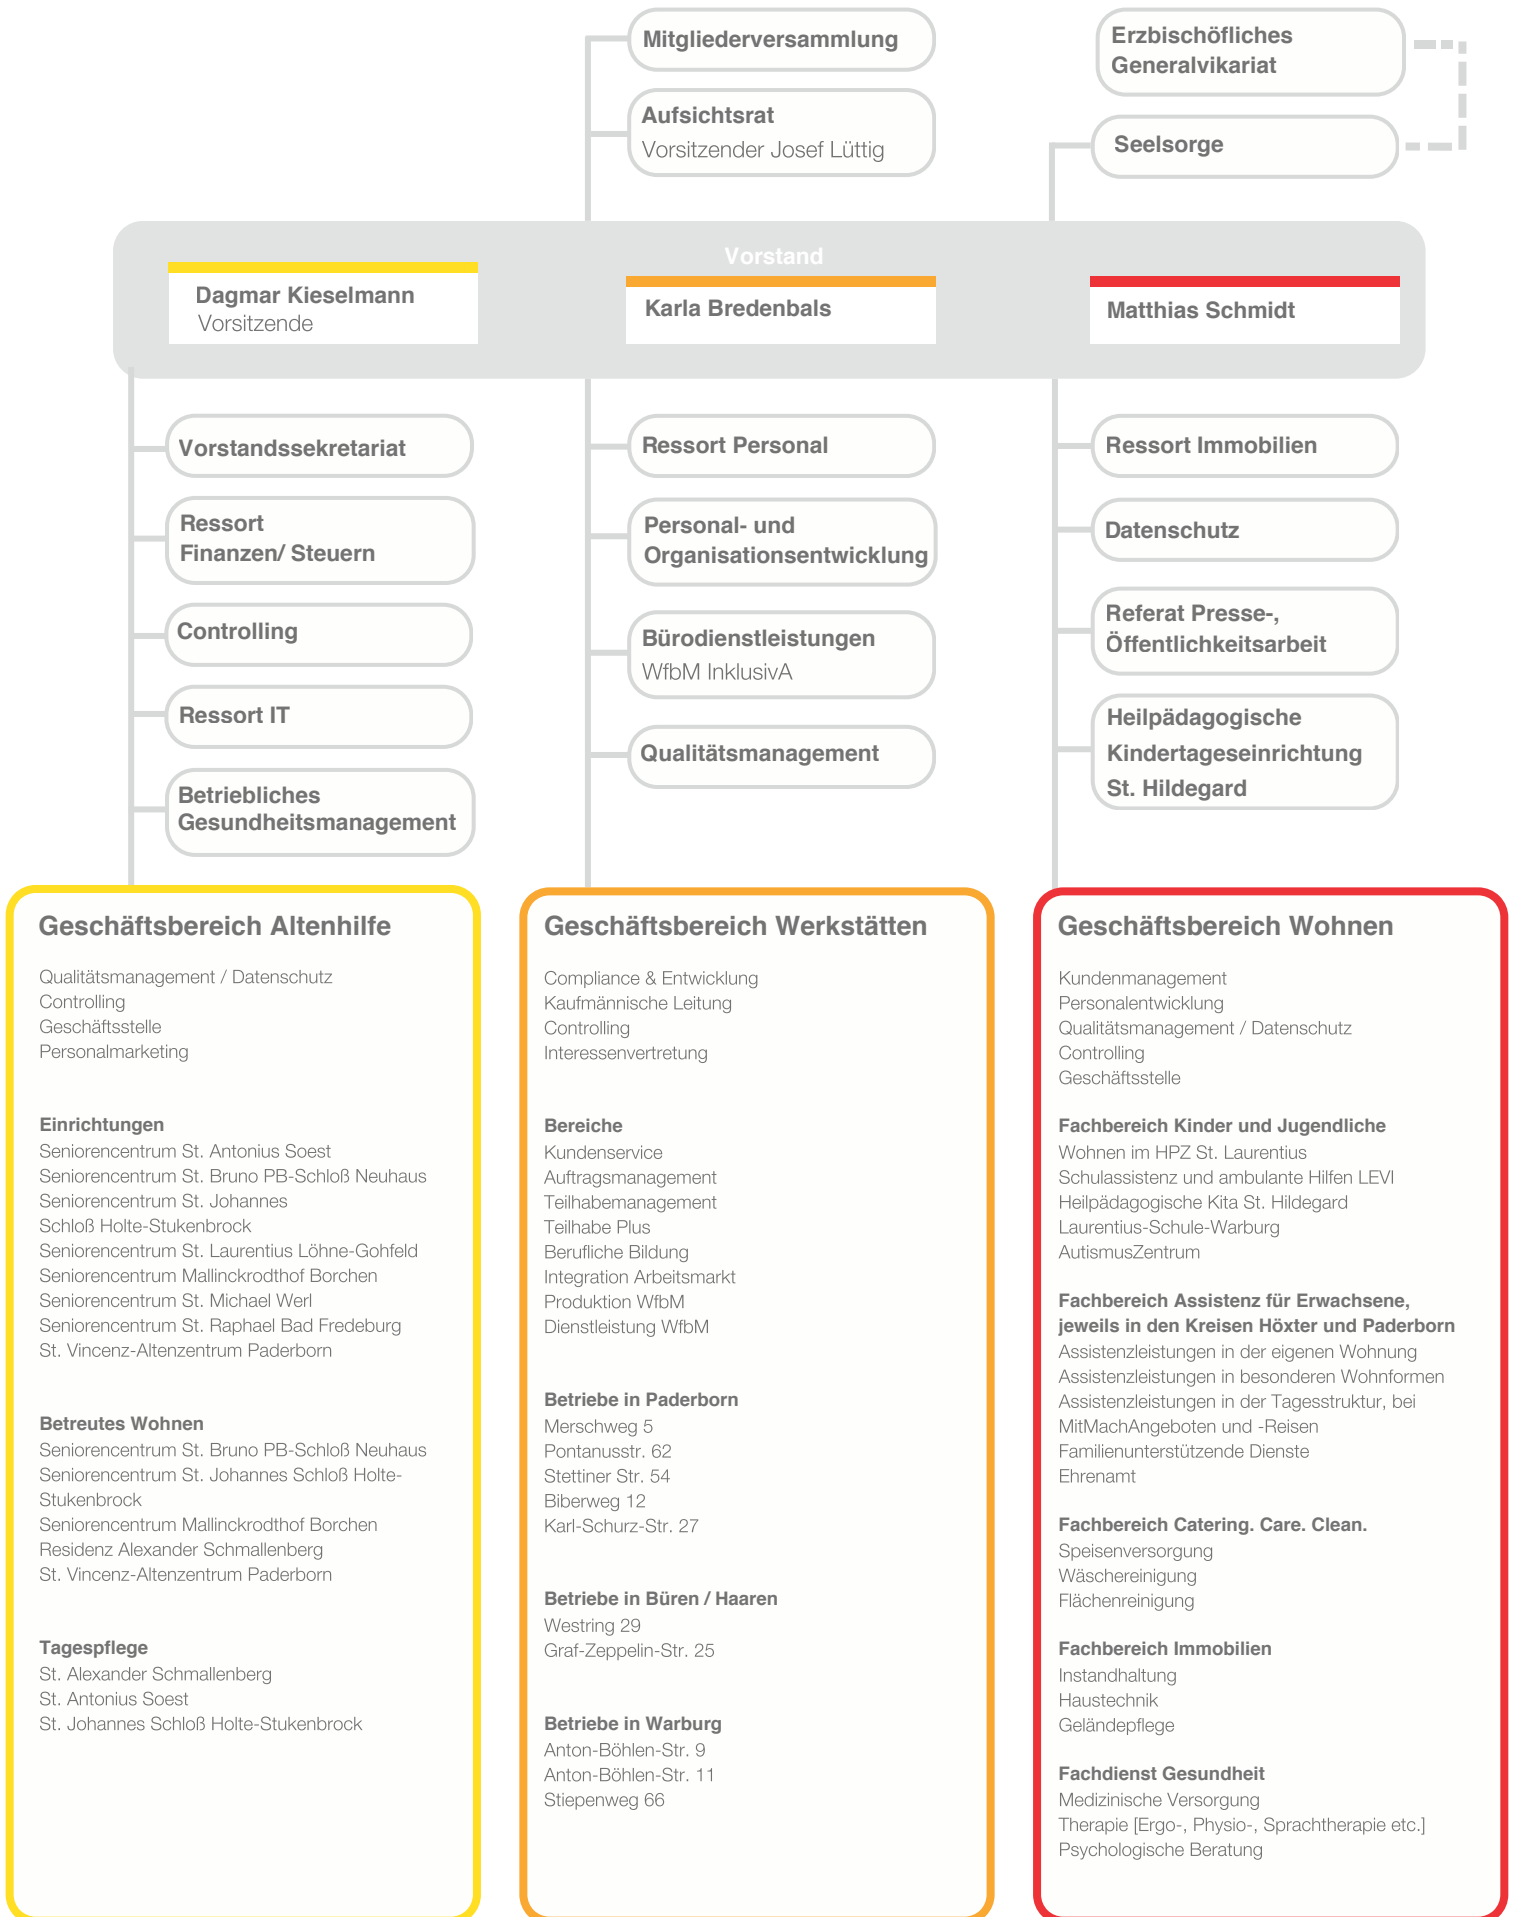 Mitgliederversammlung
Aufsichtsrat
Vorsitzender Josef Lüttig
Erzbischöfliches
Generalvikariat
Seelsorge
Vorstand
Dagmar Kieselmann
Vorsitzende
Karla Bredenbals
Matthias Schmidt
Vorstandssekretariat
Ressort
Finanzen/ Steuern
Controlling
Ressort IT
Betriebliches
Gesundheitsmanagement
Ressort Personal
Personal- und
Organisationsentwicklung
Bürodienstleistungen
WfbM InklusivA
Qualitätsmanagement
Ressort Immobilien
Datenschutz
Referat Presse-,
Öffentlichkeitsarbeit
Heilpädagogische
Kindertageseinrichtung
St. Hildegard
Geschäftsbereich Altenhilfe
Qualitätsmanagement / Datenschutz
Controlling
Geschäftsstelle
Personalmarketing
Einrichtungen
Seniorencentrum St. Antonius Soest
Seniorencentrum St. Bruno PB-Schloß Neuhaus
Seniorencentrum St. Johannes
Schloß Holte-Stukenbrock
Seniorencentrum St. Laurentius Löhne-Gohfeld
Seniorencentrum Mallinckrodthof Borchen
Seniorencentrum St. Michael Werl
Seniorencentrum St. Raphael Bad Fredeburg
St. Vincenz-Altenzentrum Paderborn
Betreutes Wohnen
Seniorencentrum St. Bruno PB-Schloß Neuhaus
Seniorencentrum St. Johannes Schloß Holte-
Stukenbrock
Seniorencentrum Mallinckrodthof Borchen
Residenz Alexander Schmallenberg
St. Vincenz-Altenzentrum Paderborn
Tagespflege
St. Alexander Schmallenberg
St. Antonius Soest
St. Johannes Schloß Holte-Stukenbrock
Geschäftsbereich Werkstätten
Compliance & Entwicklung
Kaufmännische Leitung
Controlling
Interessenvertretung
Bereiche
Kundenservice
Auftragsmanagement
Teilhabemanagement
Teilhabe Plus
Berufliche Bildung
Integration Arbeitsmarkt
Produktion WfbM
Dienstleistung WfbM
Betriebe in Paderborn
Merschweg 5
Pontanusstr. 62
Stettiner Str. 54
Biberweg 12
Karl-Schurz-Str. 27
Betriebe in Büren / Haaren
Westring 29
Graf-Zeppelin-Str. 25
Betriebe in Warburg
Anton-Böhlen-Str. 9
Anton-Böhlen-Str. 11
Stiepenweg 66
Geschäftsbereich Wohnen
Kundenmanagement
Personalentwicklung
Qualitätsmanagement / Datenschutz
Controlling
Geschäftsstelle
Fachbereich Kinder und Jugendliche
Wohnen im HPZ St. Laurentius
Schulassistenz und ambulante Hilfen LEVI
Heilpädagogische Kita St. Hildegard
Laurentius-Schule-Warburg
AutismusZentrum
Fachbereich Assistenz für Erwachsene,
jeweils in den Kreisen Höxter und Paderborn
Assistenzleistungen in der eigenen Wohnung
Assistenzleistungen in besonderen Wohnformen
Assistenzleistungen in der Tagesstruktur, bei
MitMachAngeboten und -Reisen
Familienunterstützende Dienste
Ehrenamt
Fachbereich Catering. Care. Clean.
Speisenversorgung
Wäschereinigung
Flächenreinigung
Fachbereich Immobilien
Instandhaltung
Haustechnik
Geländepflege
Fachdienst Gesundheit
Medizinische Versorgung
Therapie [Ergo-, Physio-, Sprachtherapie etc.]
Psychologische Beratung